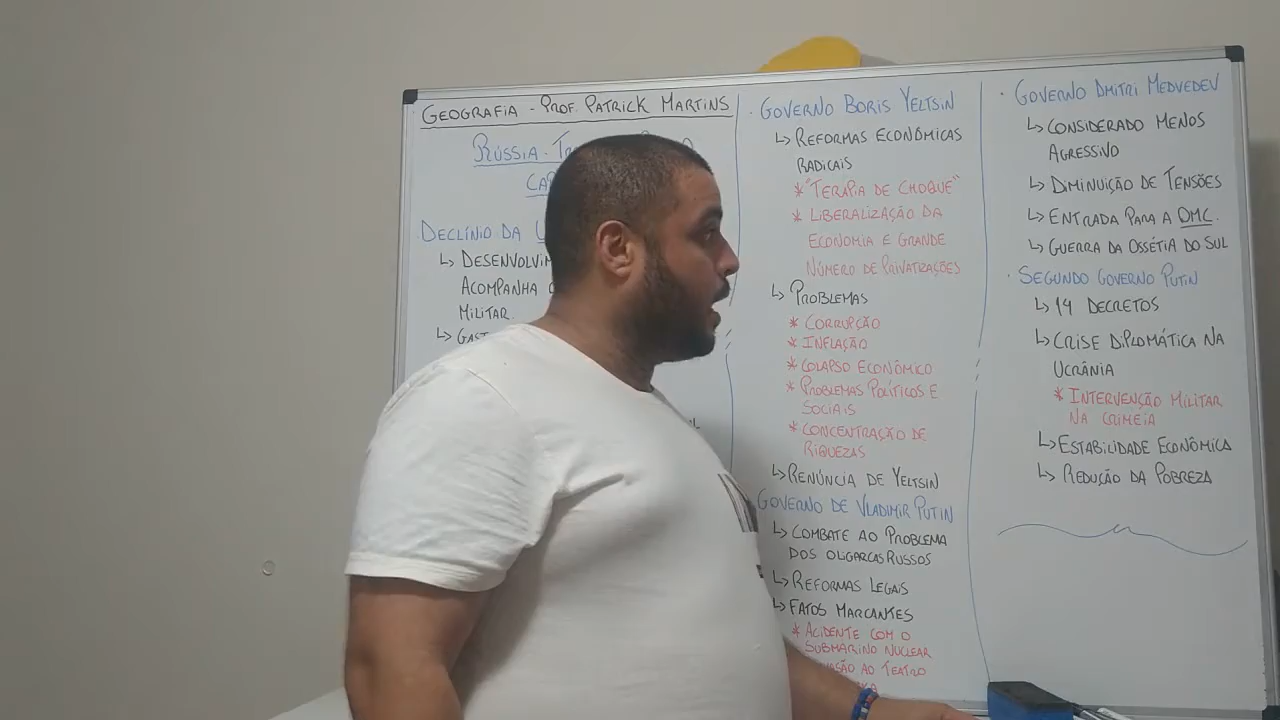 GEOGRAFIA - PROF. PATRICK MARTINS
RÚSSIA -
DECLÍNIO DA
↳ DESENVOLVIM
ACOMPANHA
MILITAR.
↳ GAST
· GOVERNO BORIS YELTSIN
↳ REFORMAS ECONÔMICAS
RADICAIS
* "TERAPIA DE CHOQUE"
* LIBERALIZAÇÃO DA
ECONOMIA E GRANDE
NÚMERO DE PRIVATIZAÇÕES
↳ PROBLEMAS
* CORRUPÇÃO
* INFLAÇÃO
* COLAPSO ECONÔMICO
* PROBLEMAS POLÍTICOS E
SOCIAIS
* CONCENTRAÇÃO DE
RIQUEZAS
↳ RENÚNCIA DE YELTSIN
GOVERNO DE VLADIMIR PUTIN
↳ COMBATE AO PROBLEMA
DOS OLIGARCAS RUSSOS
↳ REFORMAS LEGAIS
↳ FATOS MARCANTES
* ACIDENTE COM O
SUBMARINO NUCLEAR
AO TEATRO
· GOVERNO DMITRI MEDVEDEV
↳ CONSIDERADO MENOS
AGRESSIVO
↳ DIMINUIÇÃO DE TENSÕES
↳ ENTRADA PARA A OMC.
↳ GUERRA DA OSSÉTIA DO SUL
· SEGUNDO GOVERNO PUTIN
↳ 14 DECRETOS
↳ CRISE DIPLOMÁTICA NA
UCRÂNIA
* INTERVENÇÃO MILITAR
NA CRIMEIA
↳ ESTABILIDADE ECONÔMICA
↳ REDUÇÃO DA POBREZA